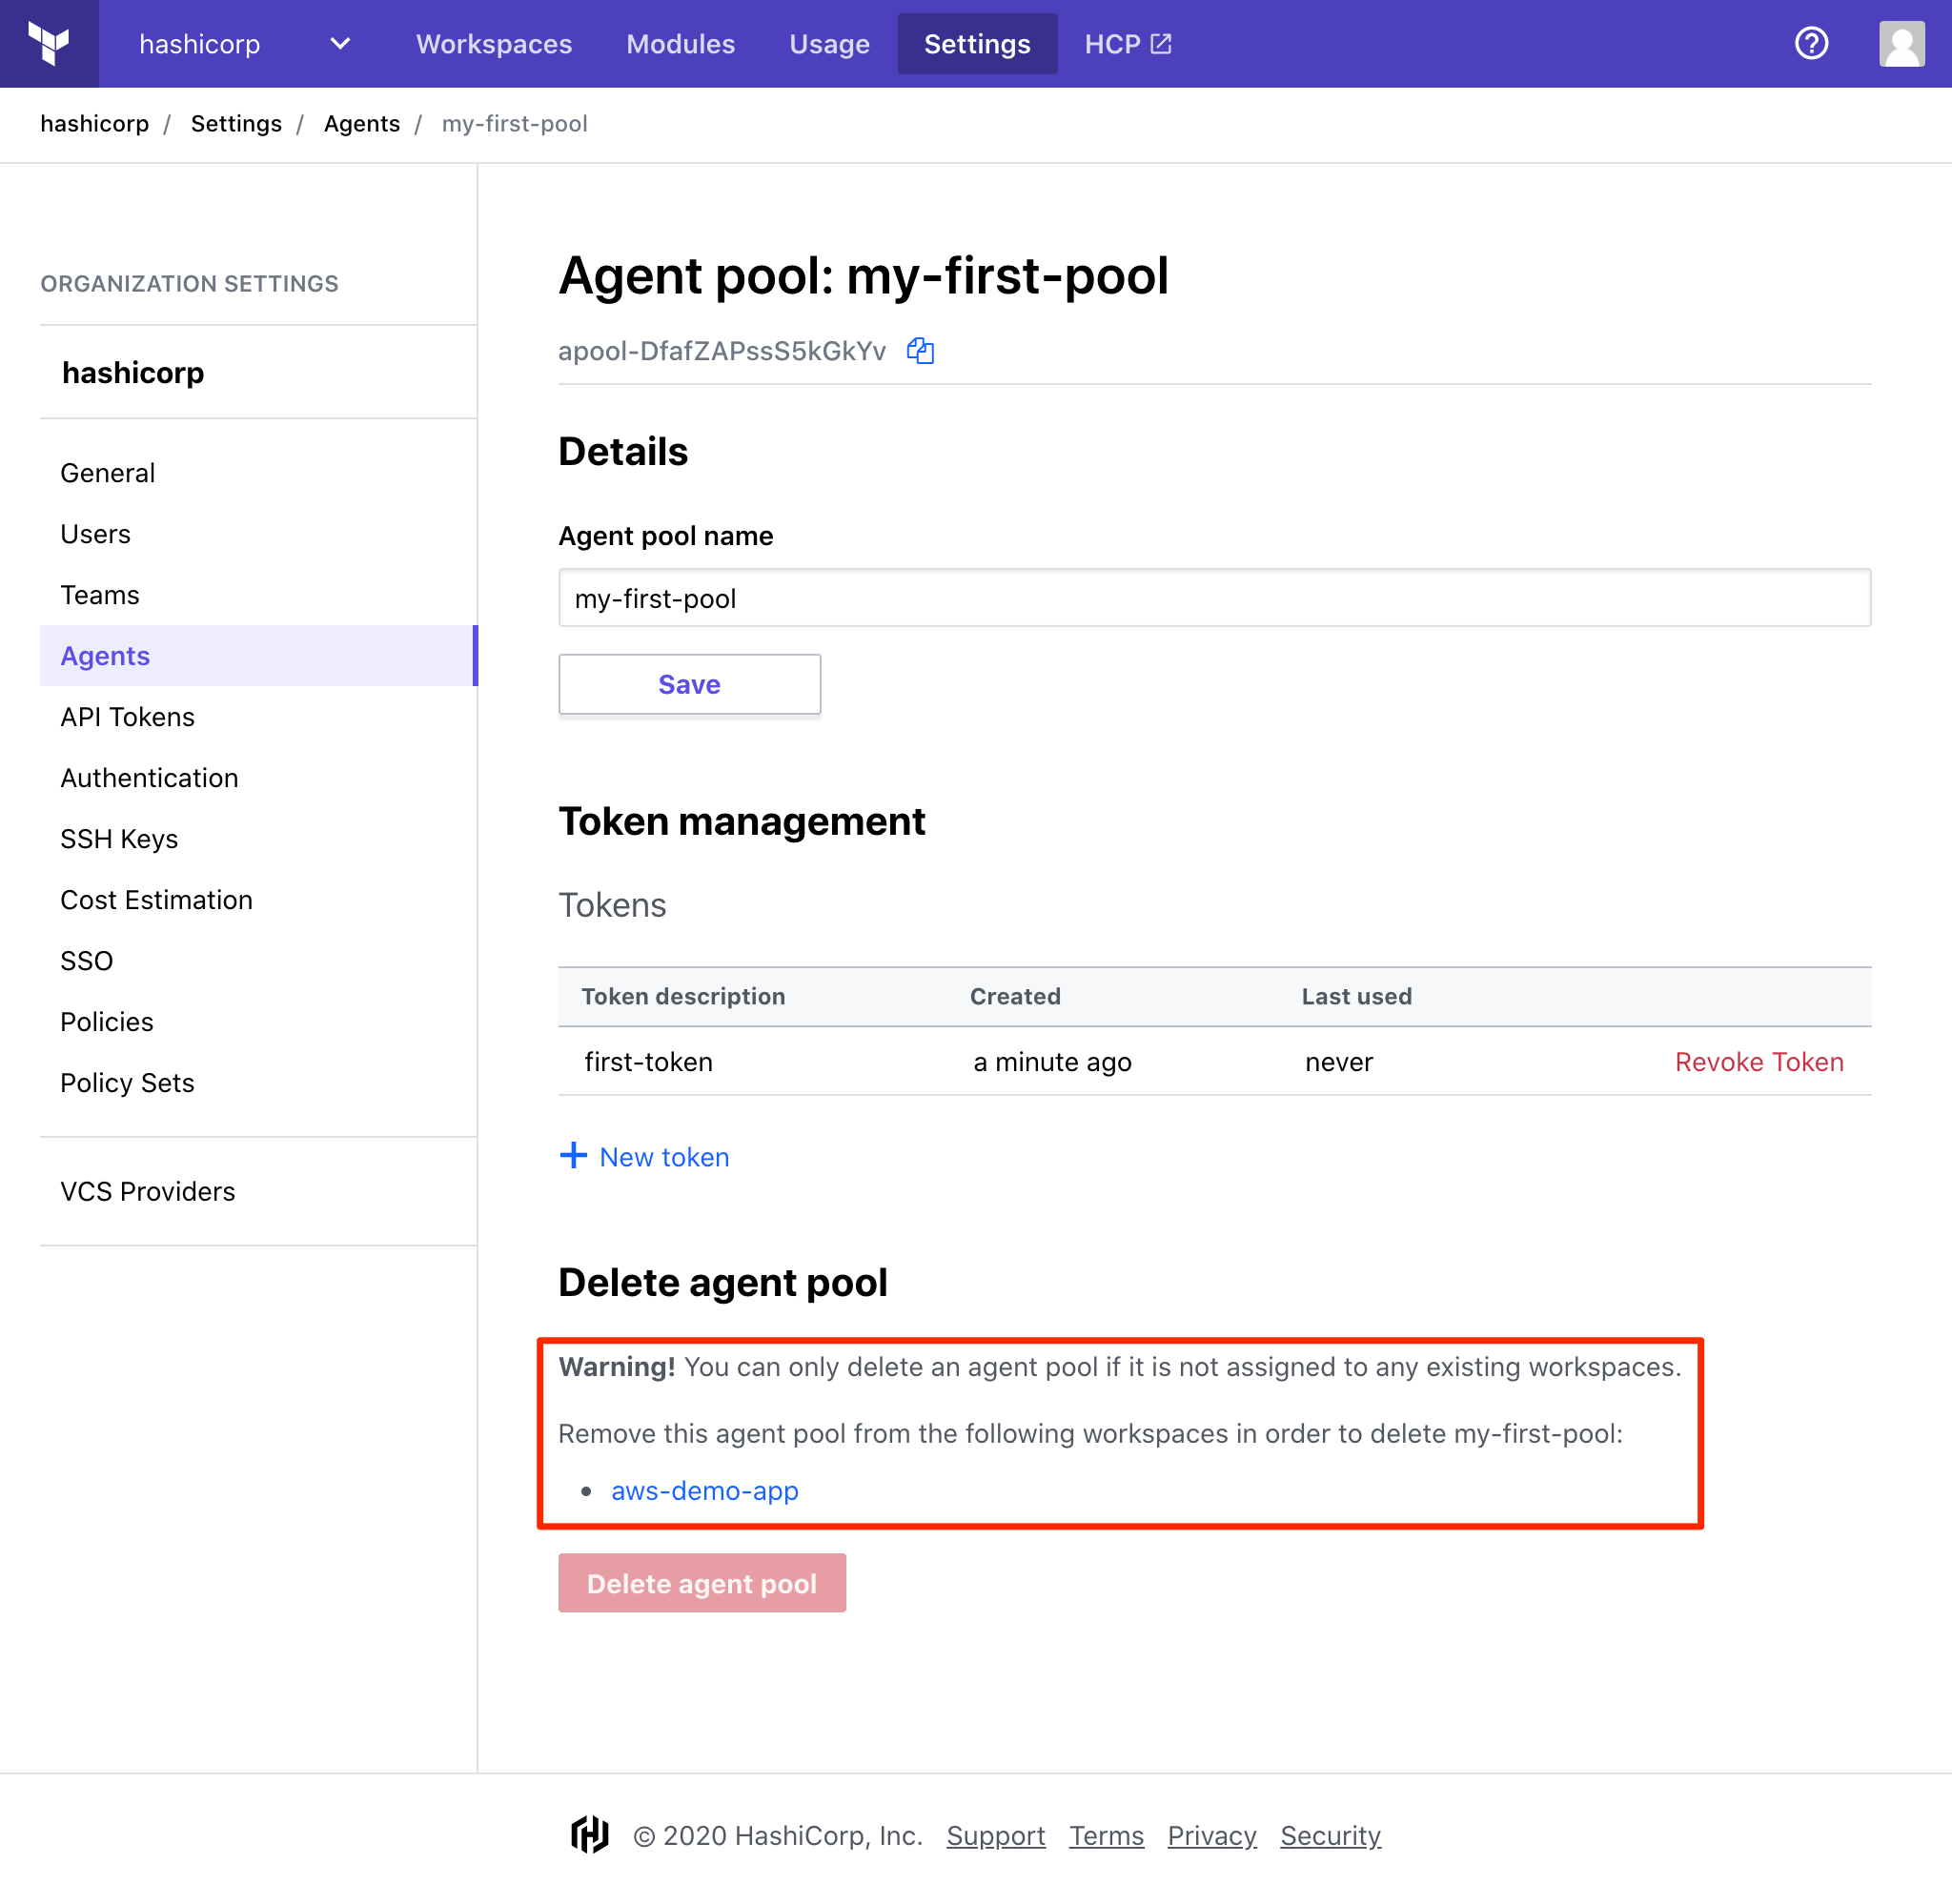 hashicorp
Workspaces
Modules
Usage
Settings
HCP
hashicorp / Settings / Agents / my-first-pool
ORGANIZATION SETTINGS
hashicorp
General
Users
Teams
Agents
API Tokens
Authentication
SSH Keys
Cost Estimation
SSO
Policies
Policy Sets
VCS Providers
Agent pool: my-first-pool
apool-DfafZAPssS5kGkYv
Details
Agent pool name
my-first-pool
Save
Token management
Tokens
Token description Created Last used
first-token a minute ago never Revoke Token
+ New token
Delete agent pool
Warning! You can only delete an agent pool if it is not assigned to any existing workspaces.
Remove this agent pool from the following workspaces in order to delete my-first-pool:
• aws-demo-app
Delete agent pool
© 2020 HashiCorp, Inc. Support Terms Privacy Security